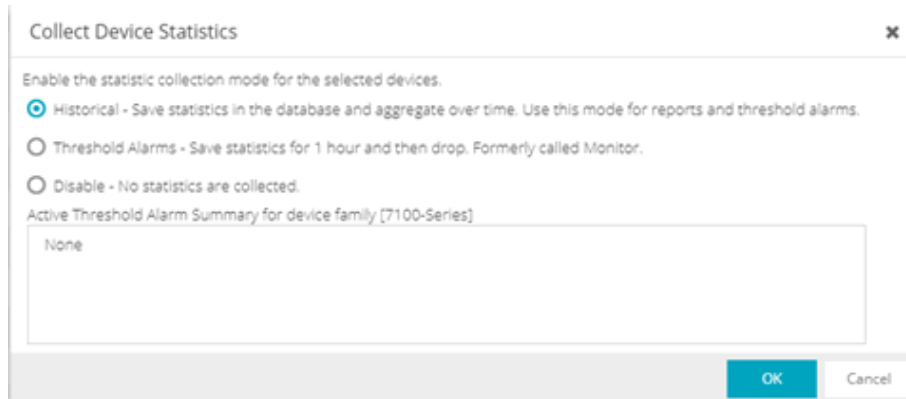 Collect Device Statistics
Enable the statistic collection mode for the selected devices.
Historical - Save statistics in the database and aggregate over time. Use this mode for reports and threshold alarms.
Threshold Alarms - Save statistics for 1 hour and then drop. Formerly called Monitor.
Disable - No statistics are collected.
Active Threshold Alarm Summary for device family [7100-Series]
None
OK Cancel